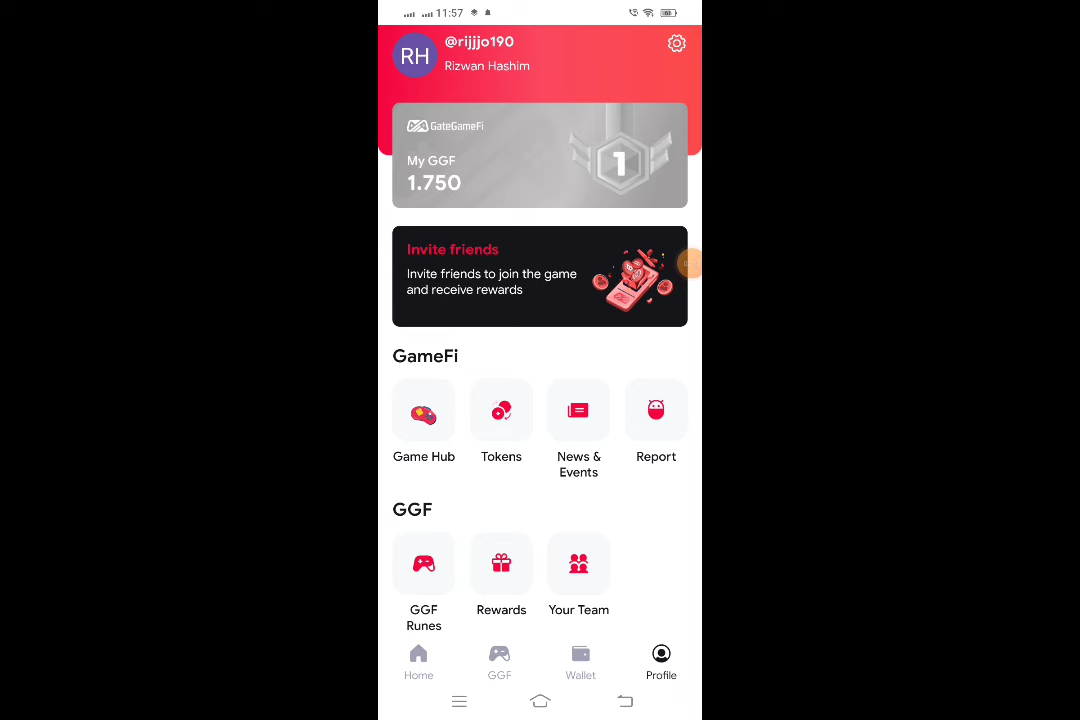 11:57
68
@rijjjo190
RH
Rizwan Hashim
GateGameFi
My GGF
1.750
1
Invite friends
Invite friends to join the game
and receive rewards
GameFi
Game Hub
Tokens
News &
Events
Report
GGF
GGF
Runes
Rewards
Your Team
Home
GGF
Wallet
Profile